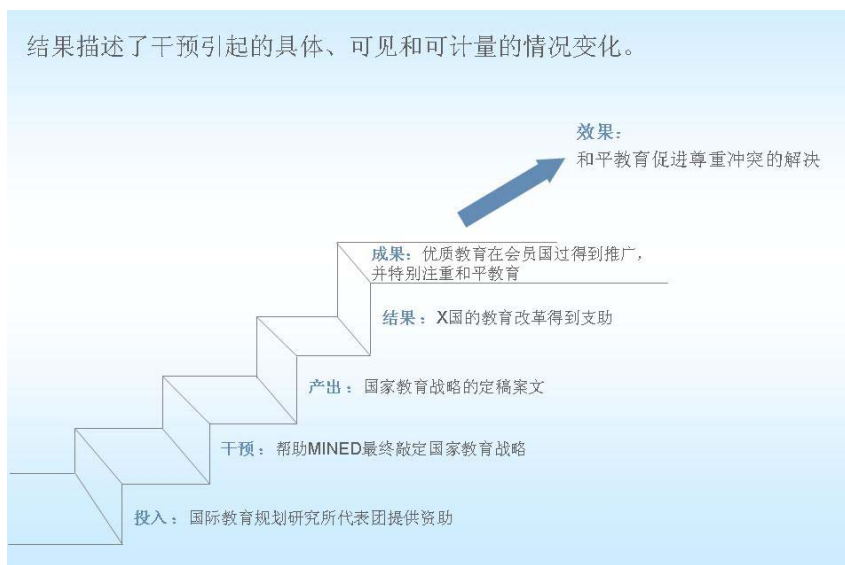 结果描述了干预引起的具体、可见和可计量的情况变化。
效果：
和平教育促进尊重冲突的解决
成果：优质教育在会员国过得到推广，
并特别注重和平教育
结果：X国的教育改革得到支助
产出：国家教育战略的定稿案文
干预：帮助MINED最终敲定国家教育战略
投入：国际教育规划研究所代表团提供资助